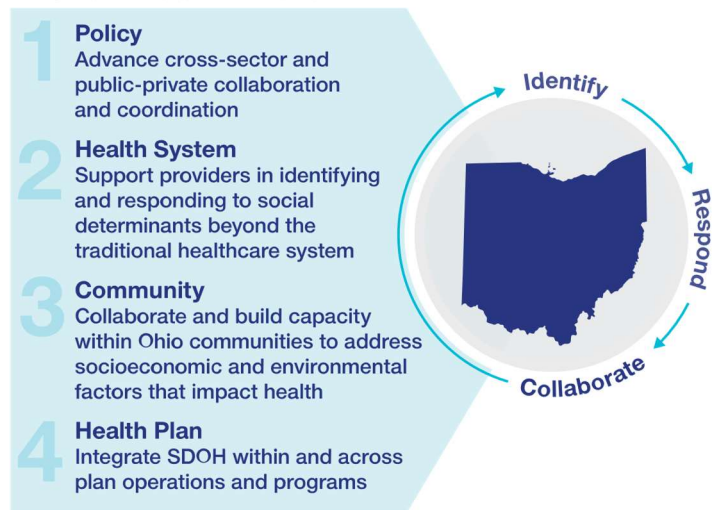 1
Policy
Advance cross-sector and
public-private collaboration
and coordination
2
Health System
Support providers in identifying
and responding to social
determinants beyond the
traditional healthcare system
3
Community
Collaborate and build capacity
within Ohio communities to address
socioeconomic and environmental
factors that impact health
4
Health Plan
Integrate SDOH within and across
plan operations and programs
Identify
Respond
Collaborate